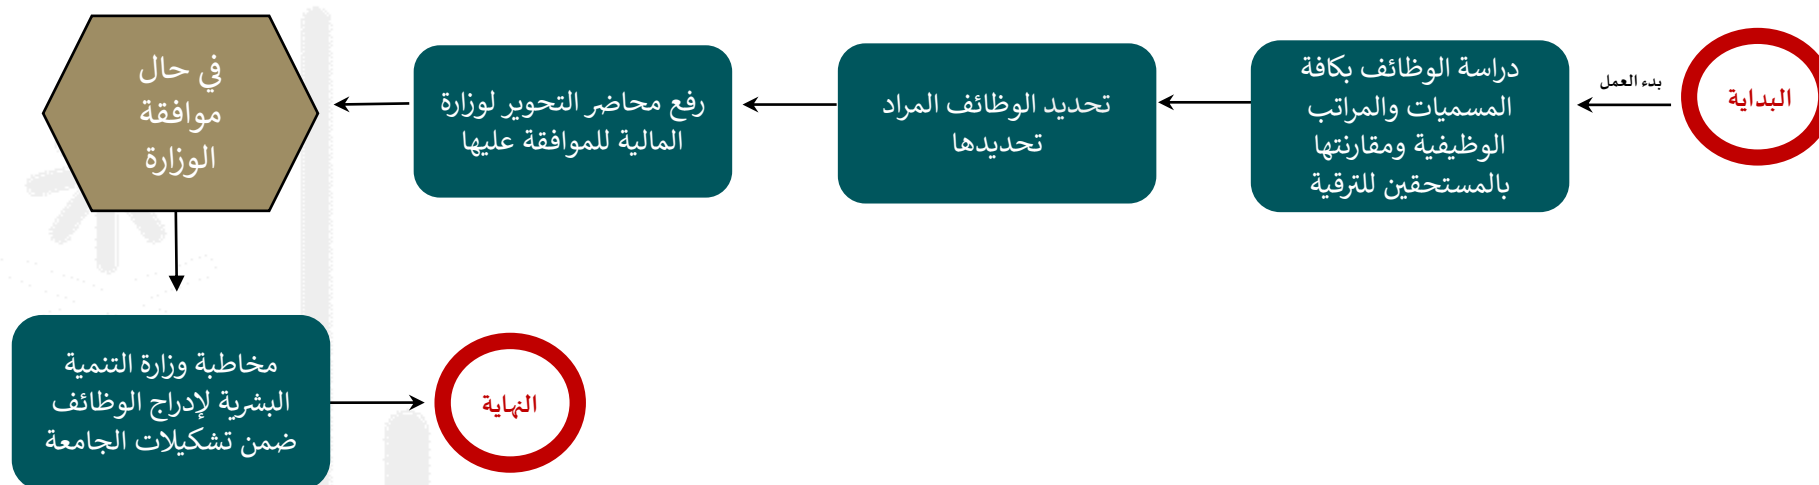 البداية
بدء العمل
دراسة الوظائف بكافة
المسميات والمراتب
الوظيفية ومقارنتها
بالمستحقين للترقية
تحديد الوظائف المراد
تحديدها
رفع محاضر التحوير لوزارة
المالية للموافقة عليها
في حال
موافقة
الوزارة
مخاطبة وزارة التنمية
البشرية لإدراج الوظائف
ضمن تشكيلات الجامعة
النهاية